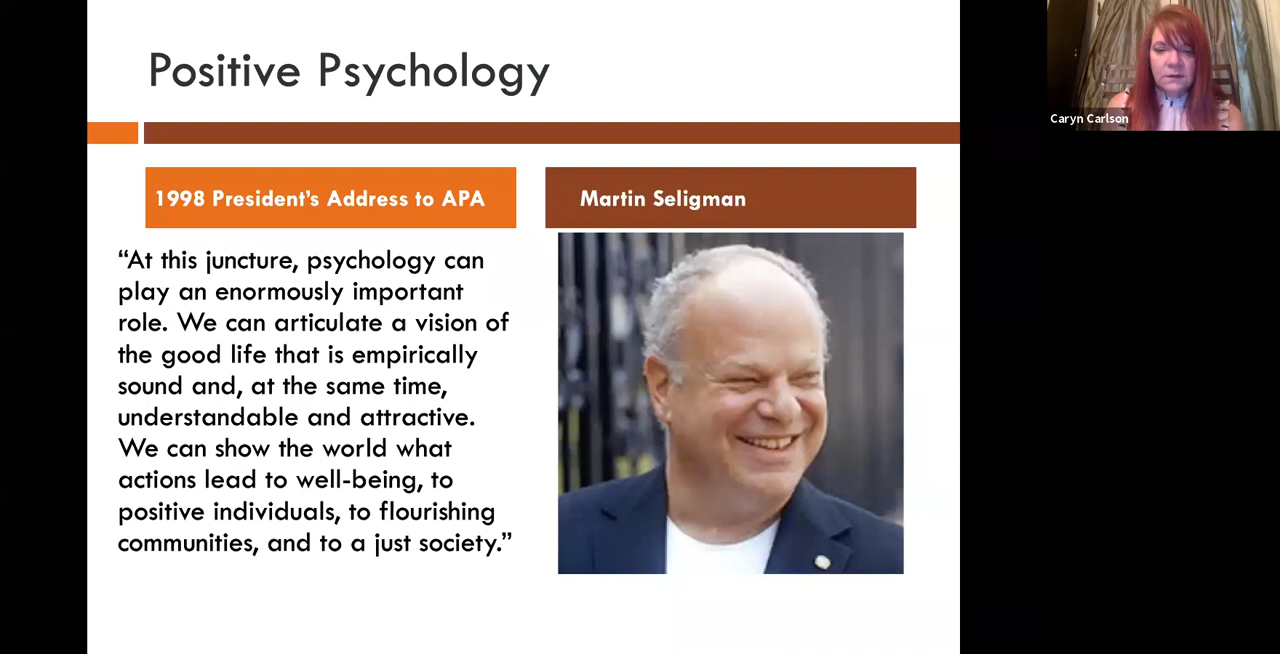 Positive Psychology
1998 President’s Address to APA
“At this juncture, psychology can
play an enormously important
role. We can articulate a vision of
the good life that is empirically
sound and, at the same time,
understandable and attractive.
We can show the world what
actions lead to well-being, to
positive individuals, to flourishing
communities, and to a just society.”
Martin Seligman
Caryn Carlson